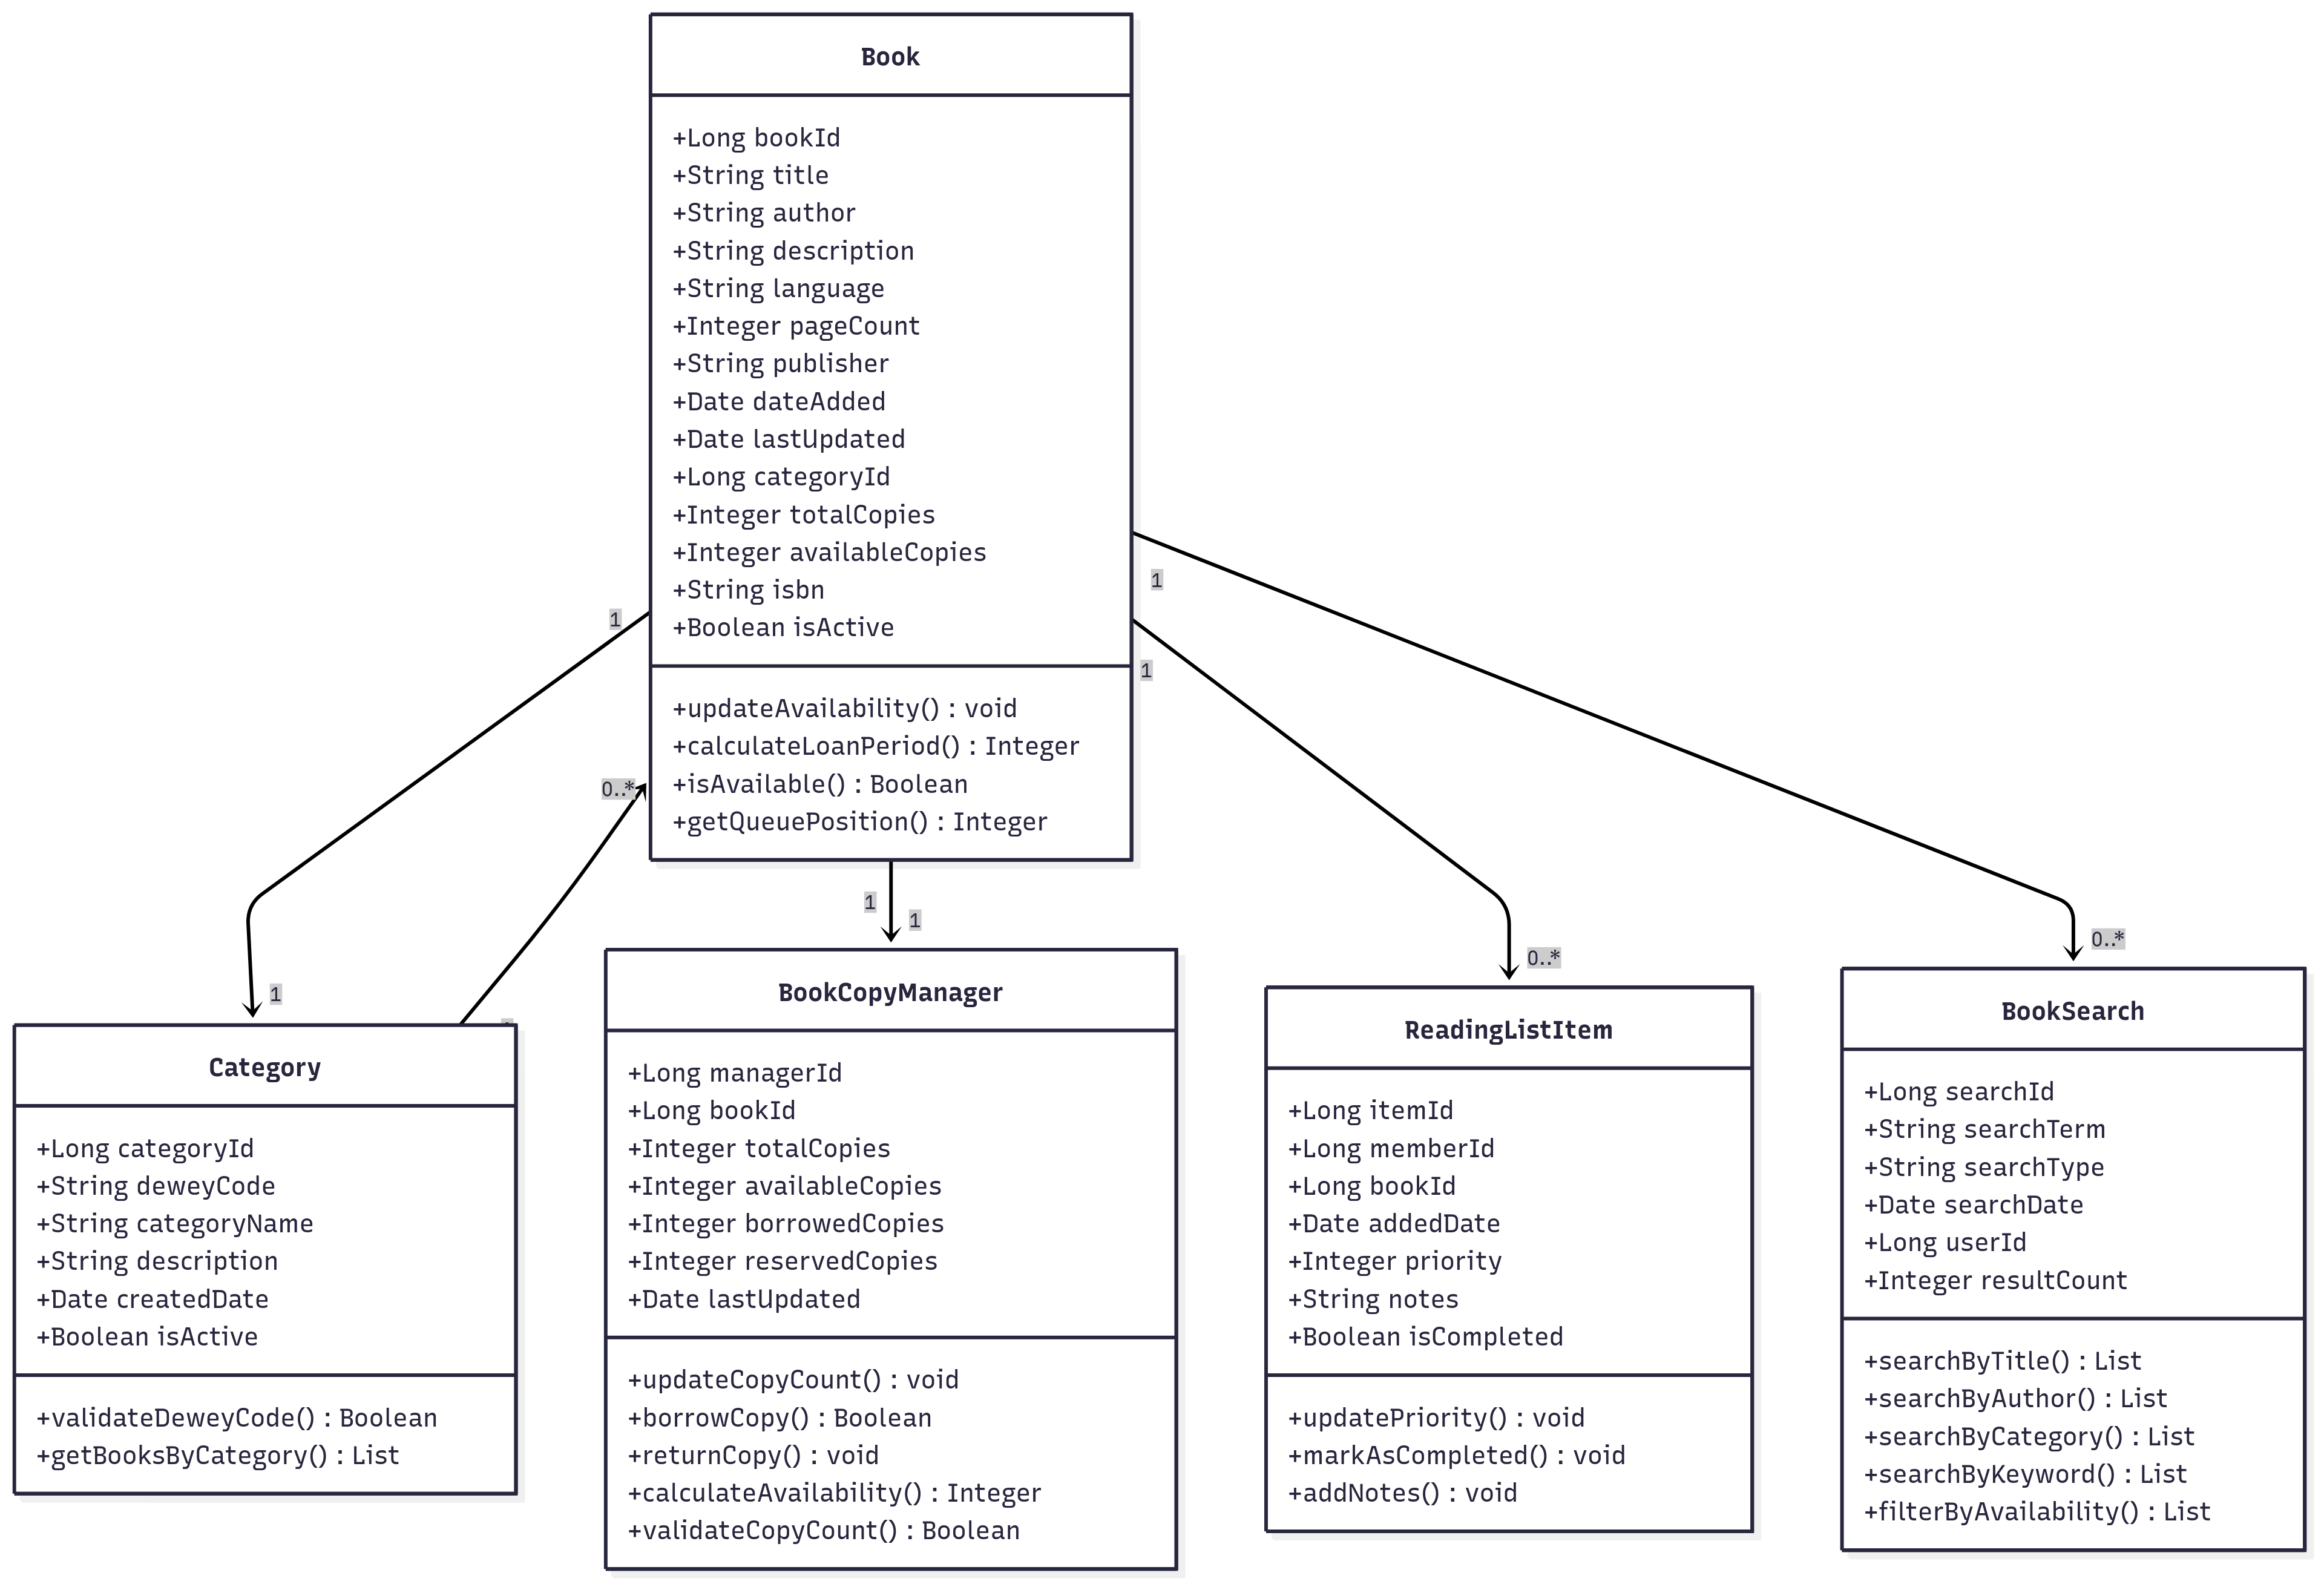 Book
+Long bookId
+String title
+String author
+String description
+String language
+Integer pageCount
+String publisher
+Date dateAdded
+Date lastUpdated
+Long categoryId
+Integer totalCopies
+Integer availableCopies
+String isbn
+Boolean isActive
+updateAvailability() : void
+calculateLoanPeriod() : Integer
+isAvailable() : Boolean
+getQueuePosition() : Integer
1
1
1
0..*
1
1
1
0..*
0..*
Category
+Long categoryId
+String deweyCode
+String categoryName
+String description
+Date createdDate
+Boolean isActive
+validateDeweyCode() : Boolean
+getBooksByCategory() : List
BookCopyManager
+Long managerId
+Long bookId
+Integer totalCopies
+Integer availableCopies
+Integer borrowedCopies
+Integer reservedCopies
+Date lastUpdated
+updateCopyCount() : void
+borrowCopy() : Boolean
+returnCopy() : void
+calculateAvailability() : Integer
+validateCopyCount() : Boolean
ReadingListItem
+Long itemId
+Long memberId
+Long bookId
+Date addedDate
+Integer priority
+String notes
+Boolean isCompleted
+updatePriority() : void
+markAsCompleted() : void
+addNotes() : void
BookSearch
+Long searchId
+String searchTerm
+String searchType
+Date searchDate
+Long userId
+Integer resultCount
+searchByTitle() : List
+searchByAuthor() : List
+searchByCategory() : List
+searchByKeyword() : List
+filterByAvailability() : List